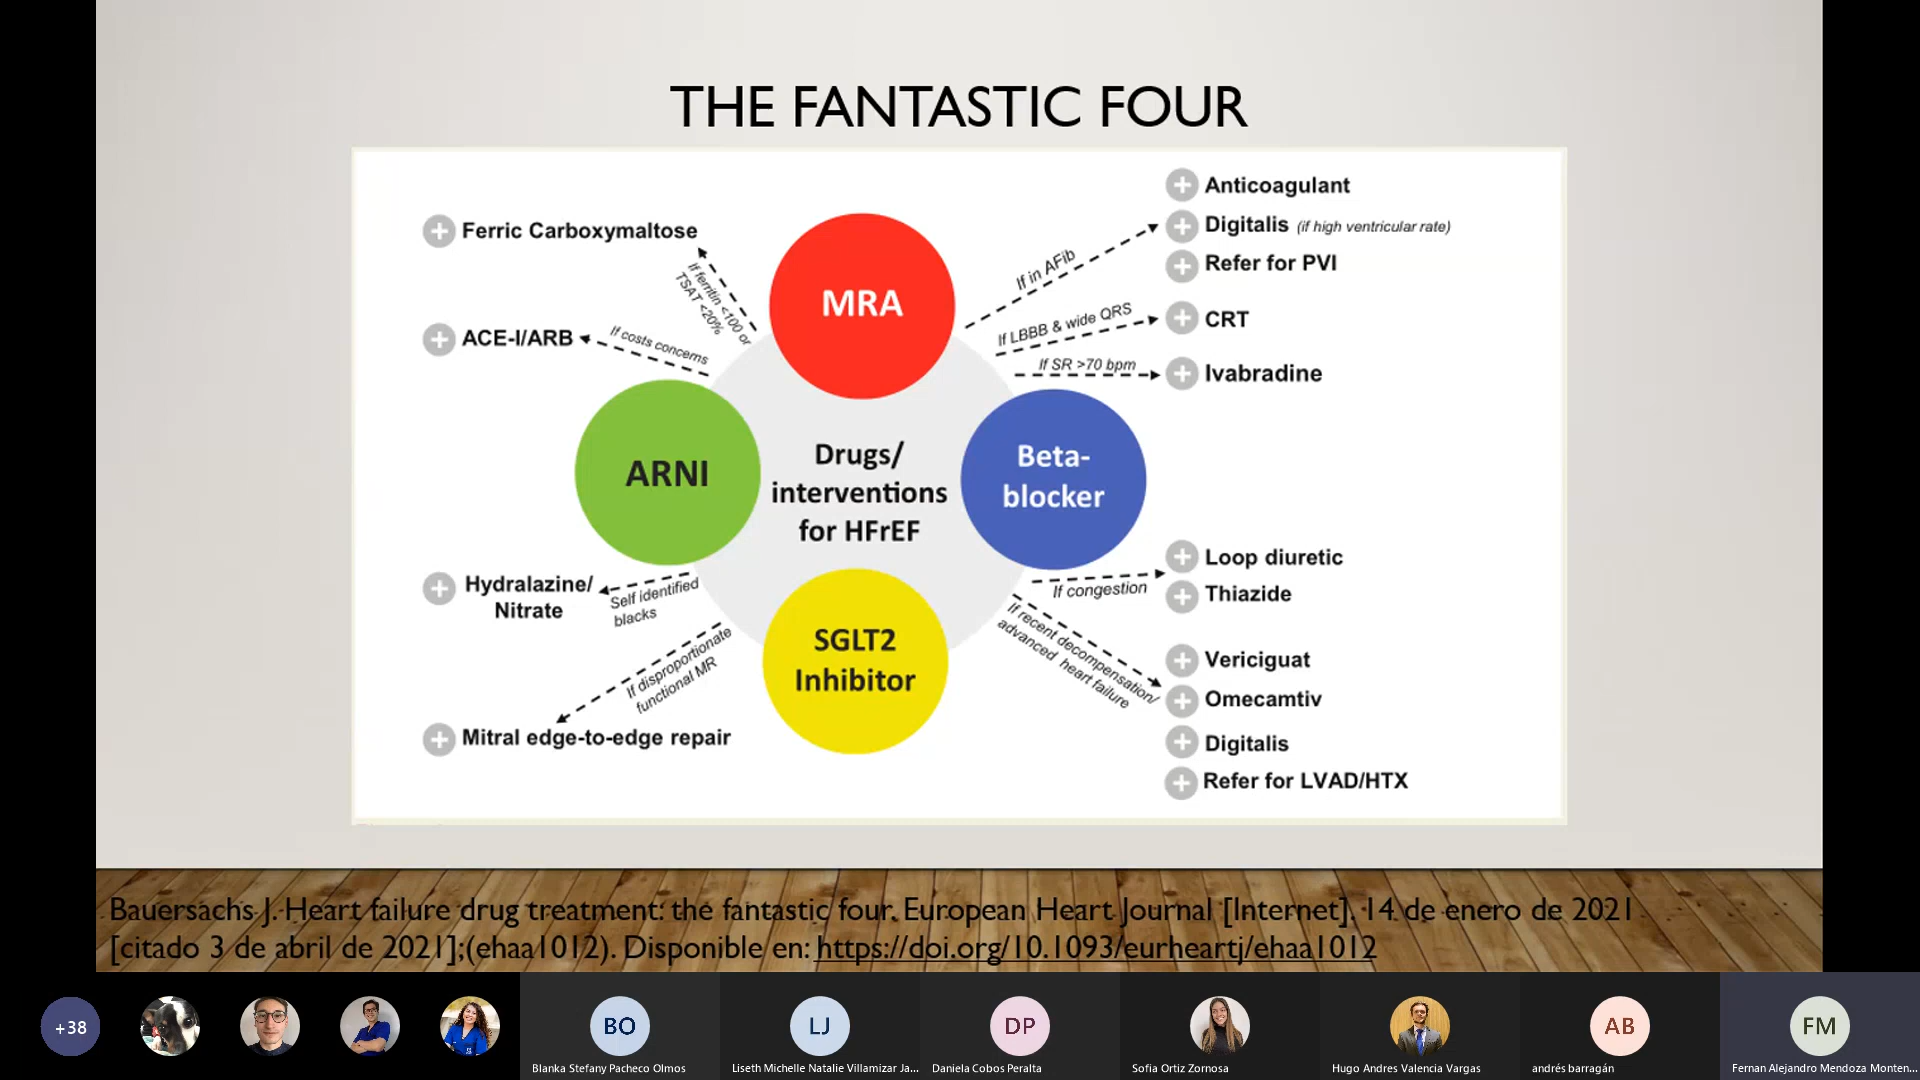 THE FANTASTIC FOUR
Ferric Carboxymaltose
If ferritin <100 or
TSAT <20%
ACE-I/ARB
If costs concerns
MRA
If in AFib
Anticoagulant
Digitalis (if high ventricular rate)
Refer for PVI
If LBBB & wide QRS
CRT
If SR >70 bpm
Ivabradine
ARNI
Drugs/
interventions
for HFrEF
Beta-
blocker
Hydralazine/
Nitrate
Self identified
blacks
If disproportionate
functional MR
Mitral edge-to-edge repair
SGLT2
Inhibitor
If congestion
Loop diuretic
Thiazide
If recent decompensation/
advanced heart failure
Vericiguat
Omecamtiv
Digitalis
Refer for LVAD/HTX
Bauersachs J. Heart failure drug treatment: the fantastic four. European Heart Journal [Internet]. 14 de enero de 2021
[citado 3 de abril de 2021];(ehaa1012). Disponible en: https://doi.org/10.1093/eurheartj/ehaa1012
+38
BO
Blanka Stefany Pacheco Olmos
LJ
Liseth Michelle Natalie Villamizar Ja...
DP
Daniela Cobos Peralta
Sofia Ortiz Zornosa
Hugo Andres Valencia Vargas
AB
andrés barragán
FM
Fernan Alejandro Mendoza Monten...